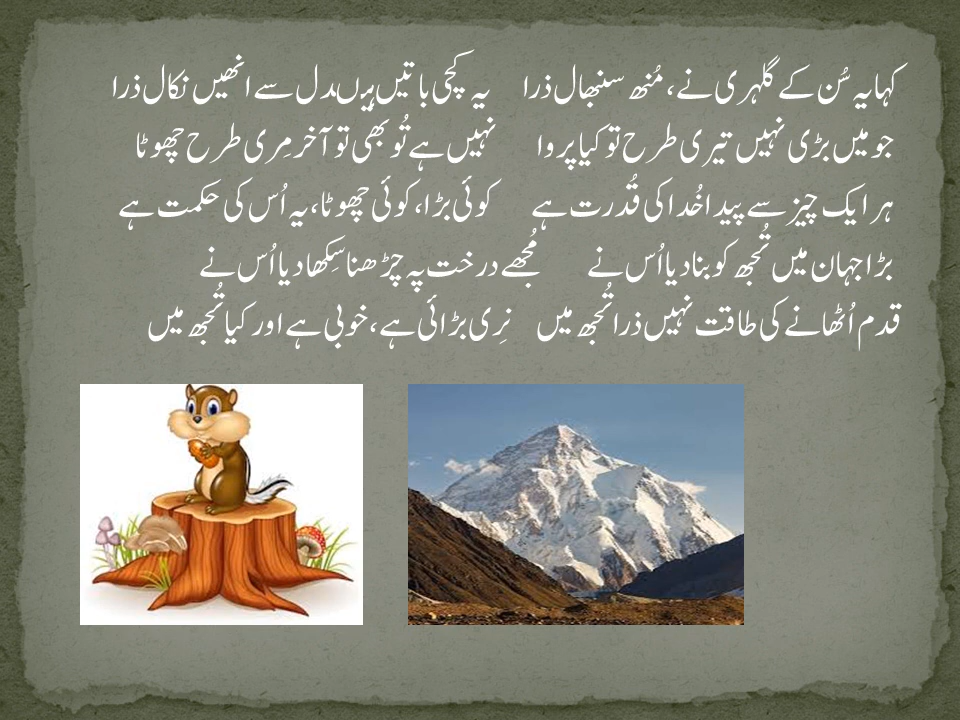 کہا یہ سُن کے گلہری نے، مُنھ سنبھال ذرا یہ کچی باتیں ہیں دل سے انھیں نکال ذرا
جو میں بڑی نہیں تیری طرح تو کیا پروا نہیں ہے تُو بھی تو آخر مِری طرح چھوٹا
ہر ایک چیز سے پیدا خُدا کی قُدرت ہے کوئی بڑا، کوئی چھوٹا، یہ اُس کی حکمت ہے
بڑا جہان میں تُجھ کو بنا دیا اُس نے مُجھے درخت پہ چڑھنا سِکھا دیا اُس نے
قدم اُٹھانے کی طاقت نہیں ذرا تُجھ میں نِری بڑائی ہے، خوبی ہے اور کیا تُجھ میں